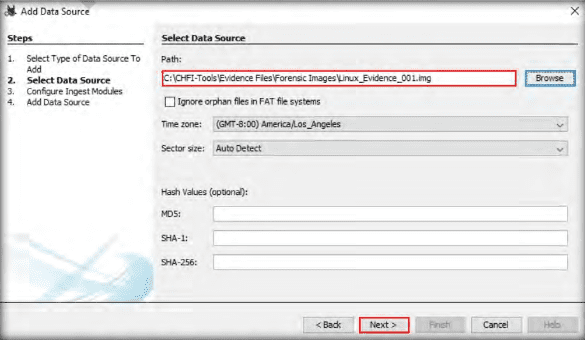 Add Data Source
Steps
1. Select Type of Data Source To
Add
2. Select Data Source
3. Configure Ingest Modules
4. Add Data Source
Select Data Source
Path:
C:\CHFI-Tools\Evidence Files\Forensic Images\Linux_Evidence_001.img
Browse
Ignore orphan files in FAT file systems
Time zone: (GMT-8:00) America/Los_Angeles
Sector size: Auto Detect
Hash Values (optional):
MD5:
SHA-1:
SHA-256:
< Back Next > Finish Cancel Help